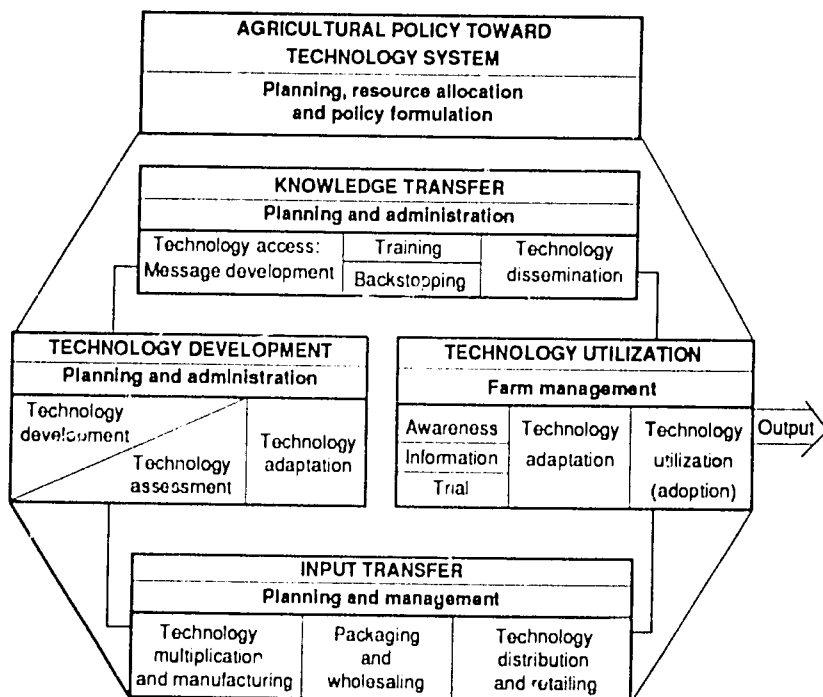 AGRICULTURAL POLICY TOWARD
TECHNOLOGY SYSTEM
Planning, resource allocation
and policy formulation
KNOWLEDGE TRANSFER
Planning and administration
Technology access:
Message development
Training
Backstopping
Technology
dissemination
TECHNOLOGY DEVELOPMENT
Planning and administration
Technology
development
Technology
assessment
Technology
adaptation
TECHNOLOGY UTILIZATION
Farm management
Awareness
Information
Trial
Technology
adaptation
Technology
utilization
(adoption)
Output
INPUT TRANSFER
Planning and management
Technology
multiplication
and manufacturing
Packaging
and
wholesaling
Technology
distribution
and retailing